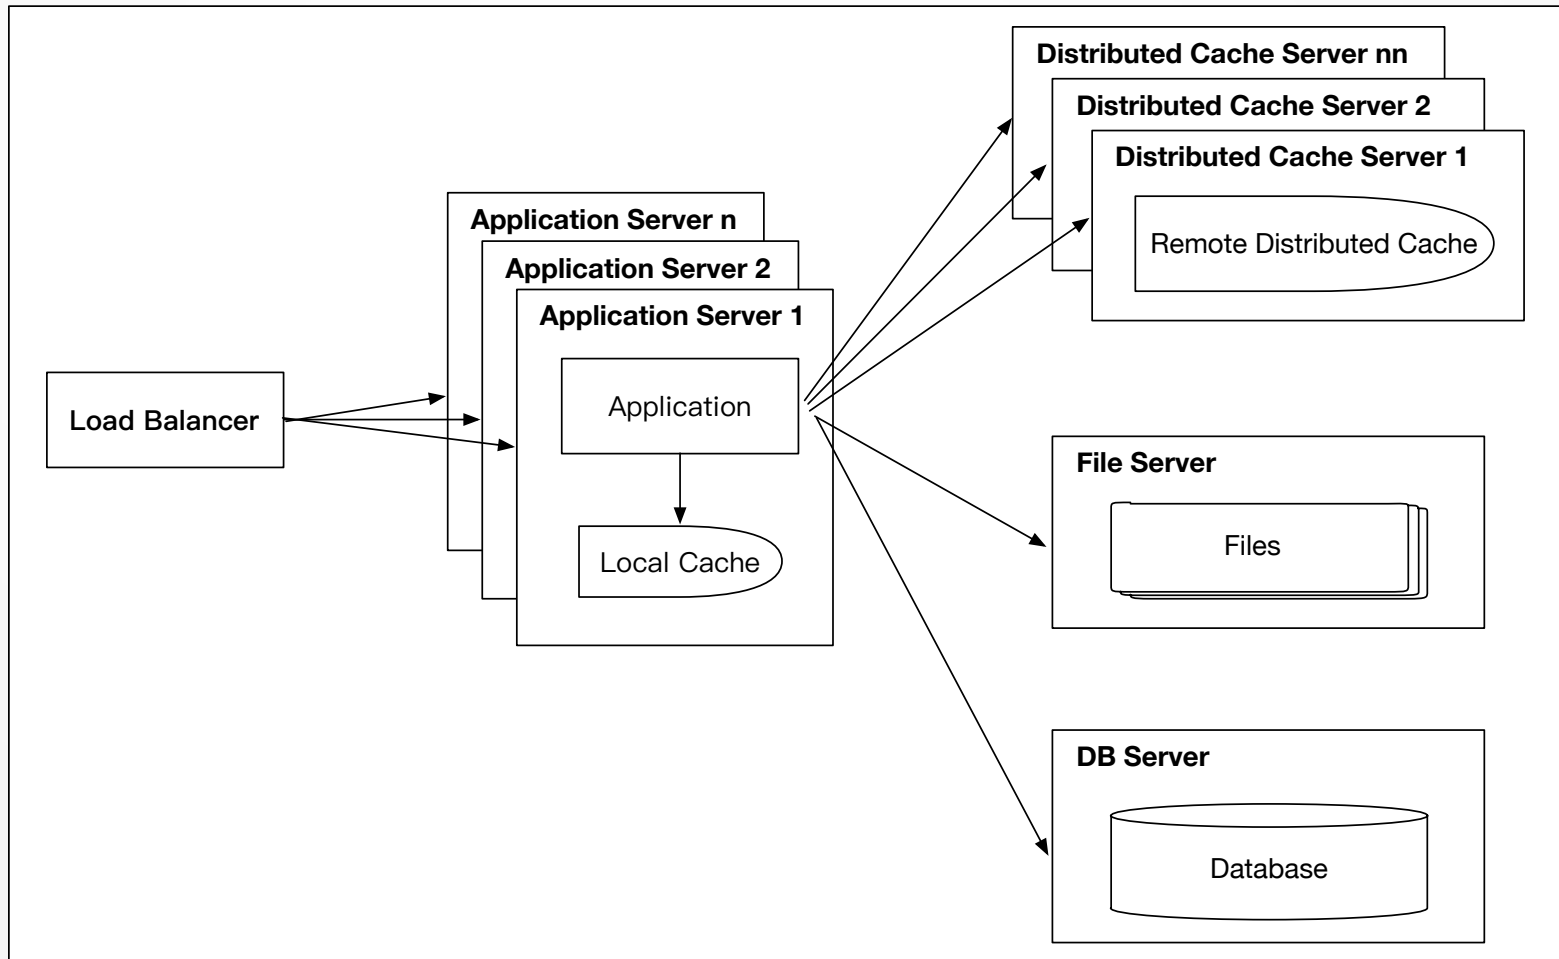 Load Balancer
Application Server n
Application Server 2
Application Server 1
Application
Local Cache
Distributed Cache Server nn
Distributed Cache Server 2
Distributed Cache Server 1
Remote Distributed Cache
File Server
Files
DB Server
Database